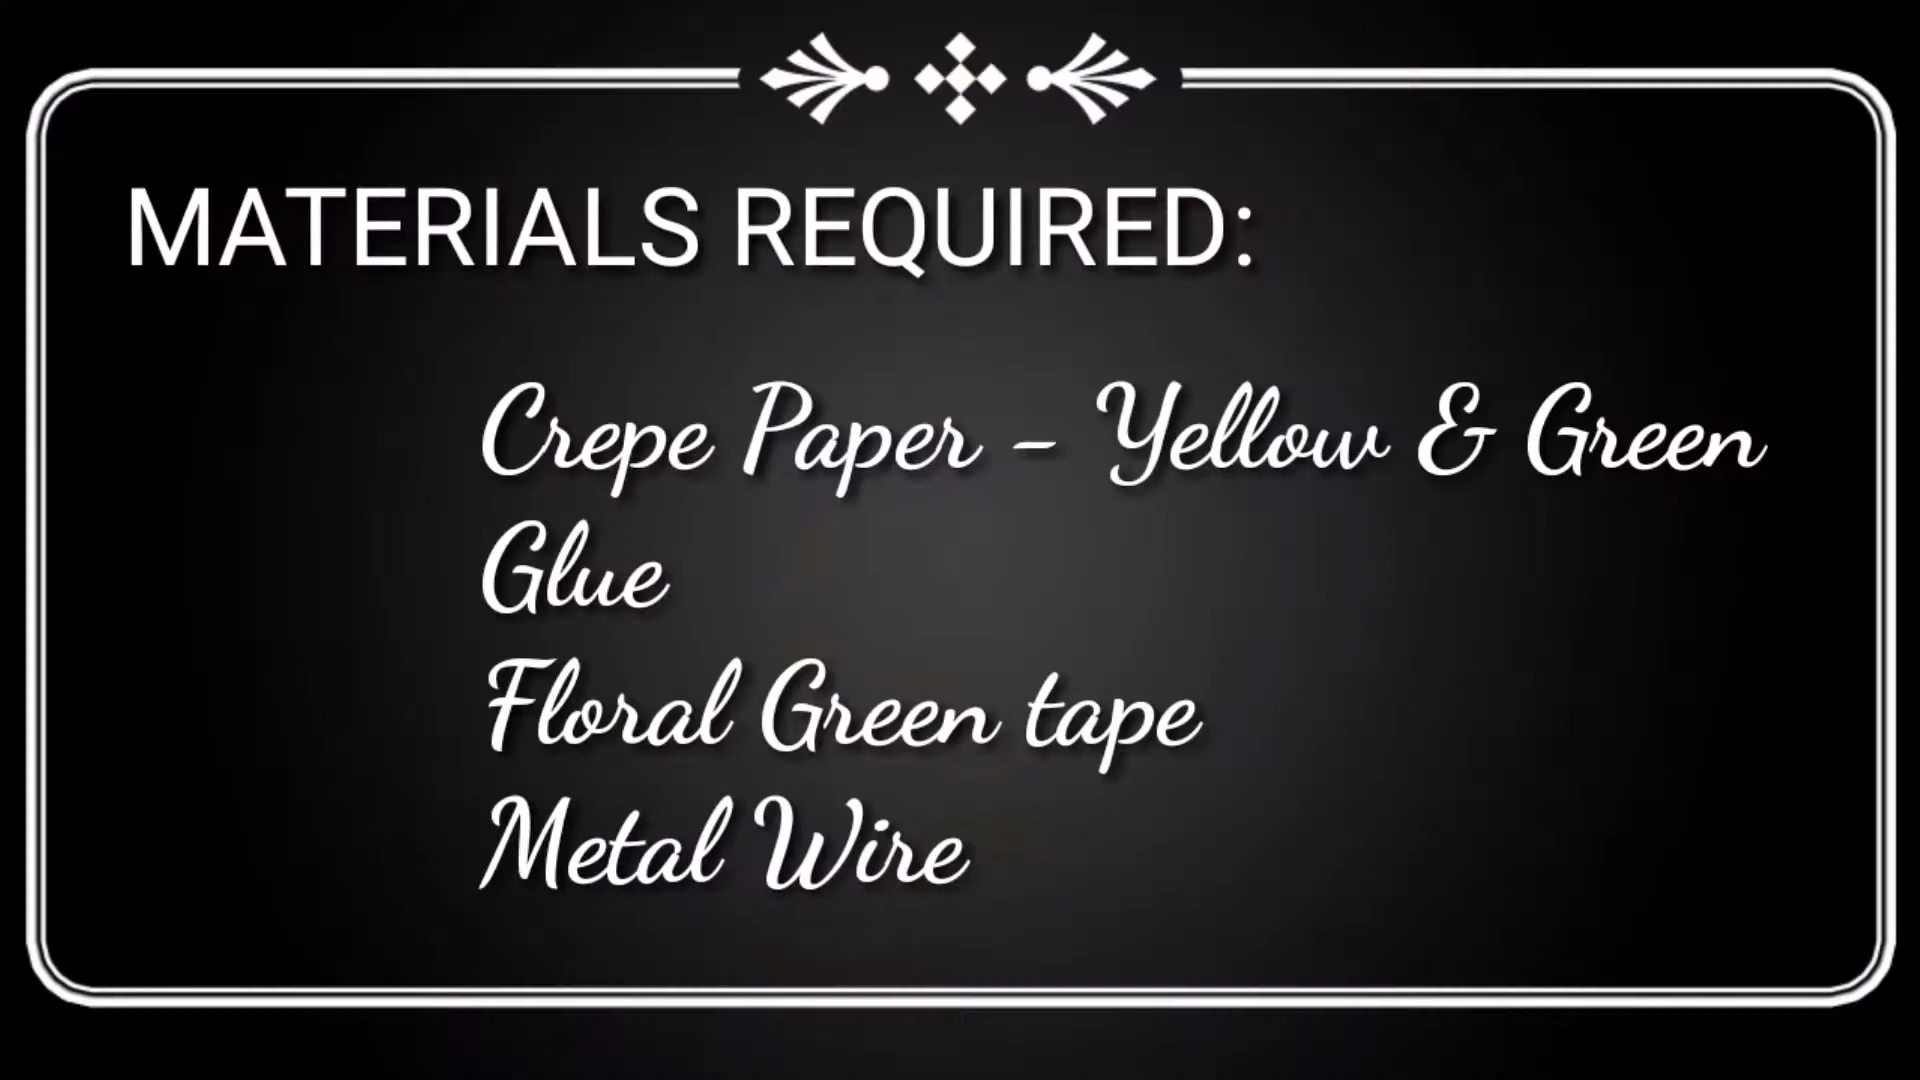 MATERIALS REQUIRED:
Crepe Paper - Yellow & Green
Glue
Floral Green tape
Metal Wire